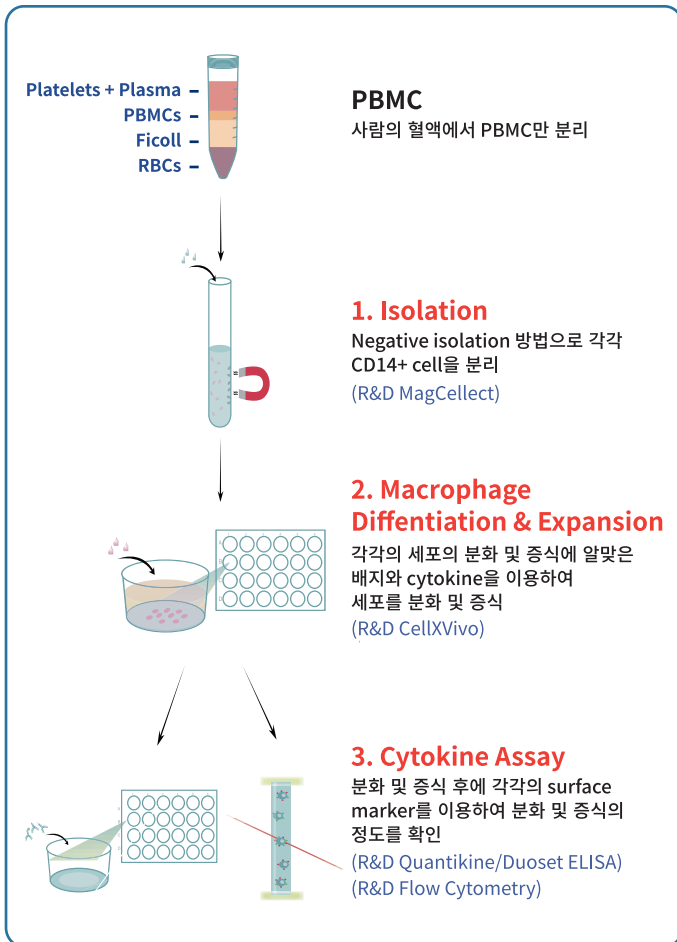 Platelets + Plasma
PBMCs
Ficoll
RBCs
PBMC
사람의 혈액에서 PBMC만 분리
1. Isolation
Negative isolation 방법으로 각각
CD14+ cell을 분리
(R&D MagCellect)
2. Macrophage
Diffentiation & Expansion
각각의 세포의 분화 및 증식에 알맞은
배지와 cytokine을 이용하여
세포를 분화 및 증식
(R&D CellXVivo)
3. Cytokine Assay
분화 및 증식 후에 각각의 surface
marker를 이용하여 분화 및 증식의
정도를 확인
(R&D Quantikine/Duoset ELISA)
(R&D Flow Cytometry)